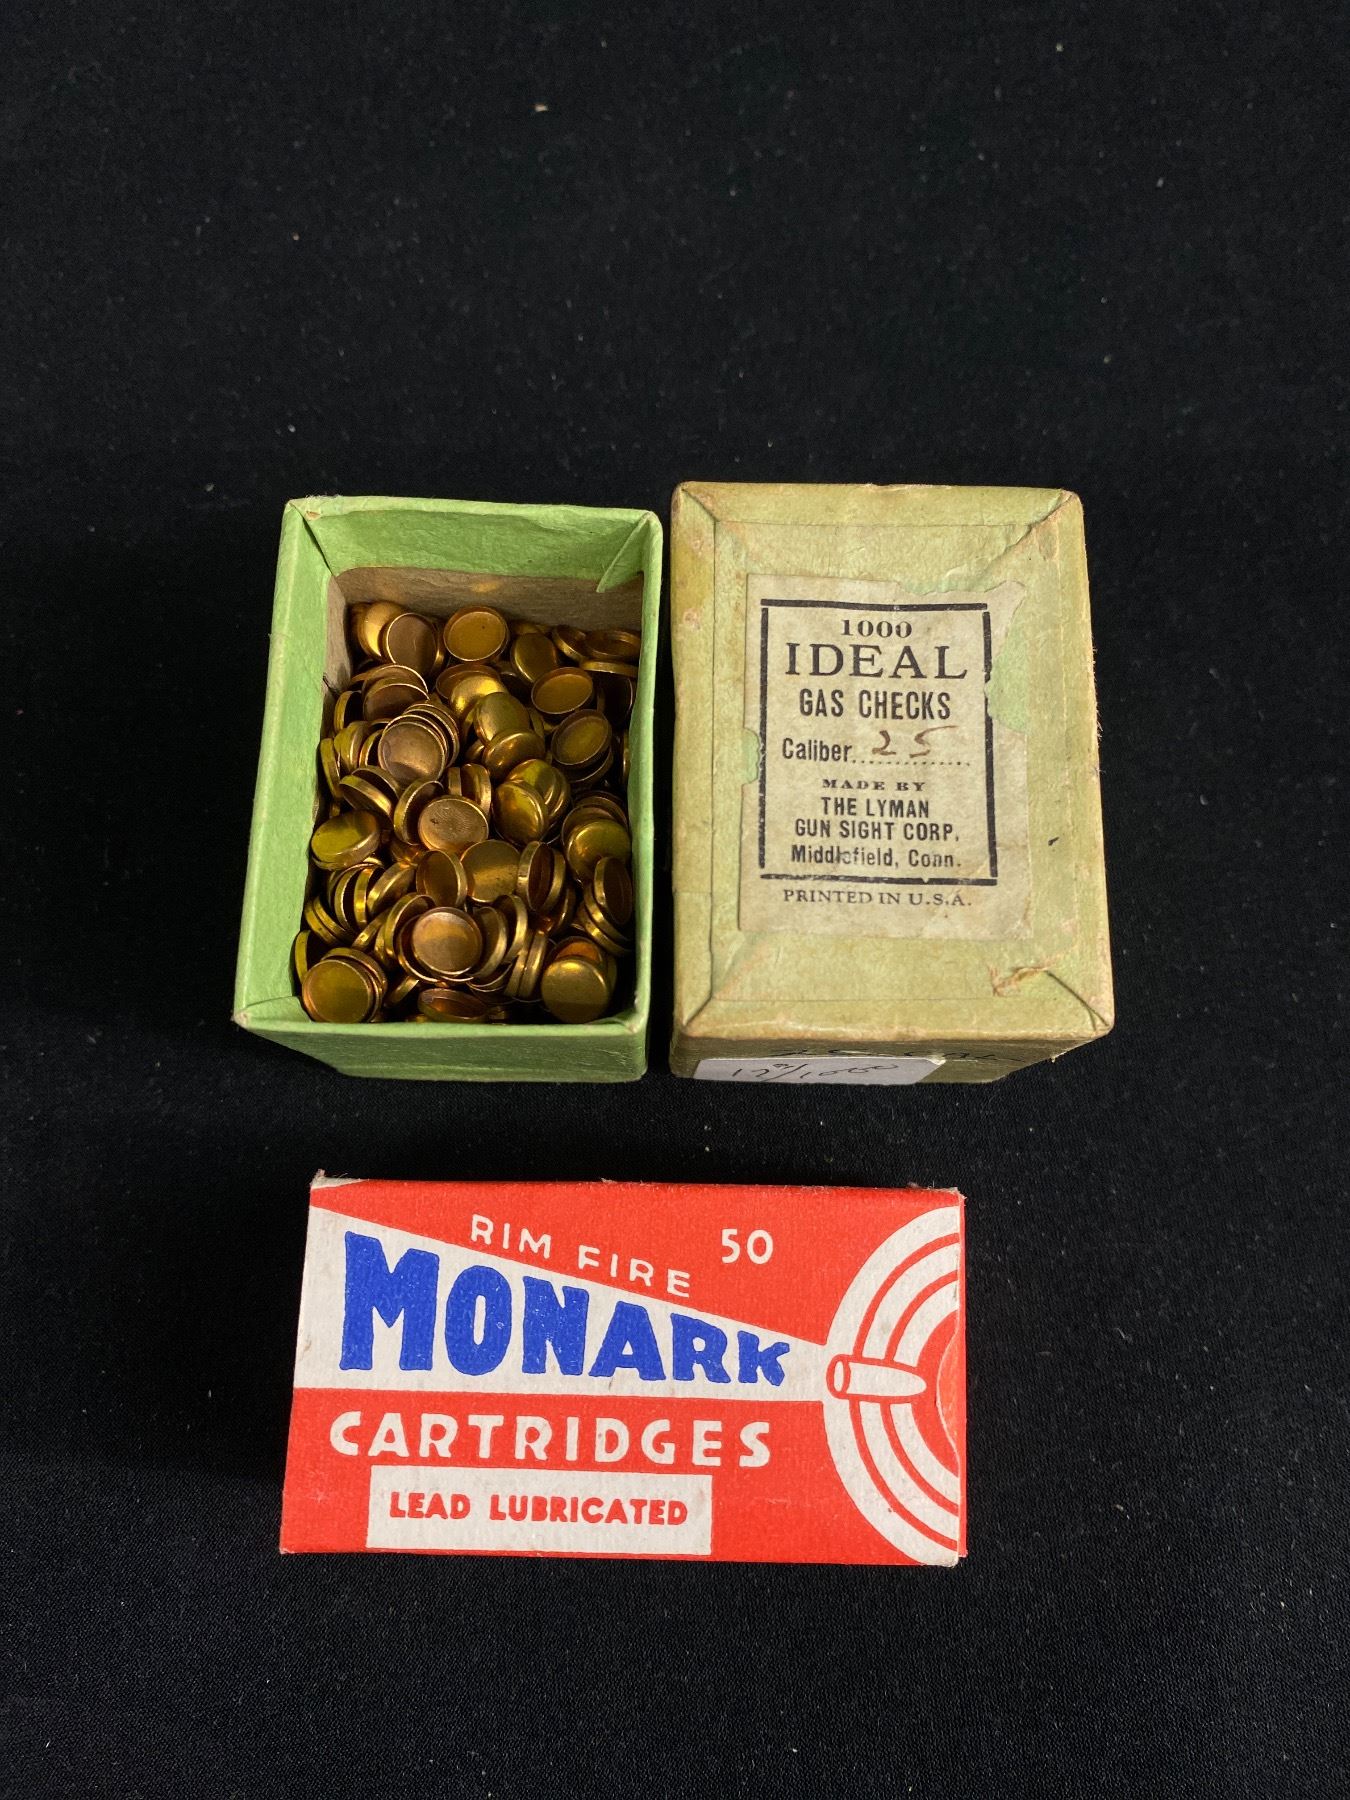 1000
IDEAL
GAS CHECKS
Caliber 25
MADE BY
THE LYMAN
GUN SIGHT CORP.
Middlefield, Conn.
PRINTED IN U.S.A.
RIM FIRE 50
MONARK
CARTRIDGES
LEAD LUBRICATED